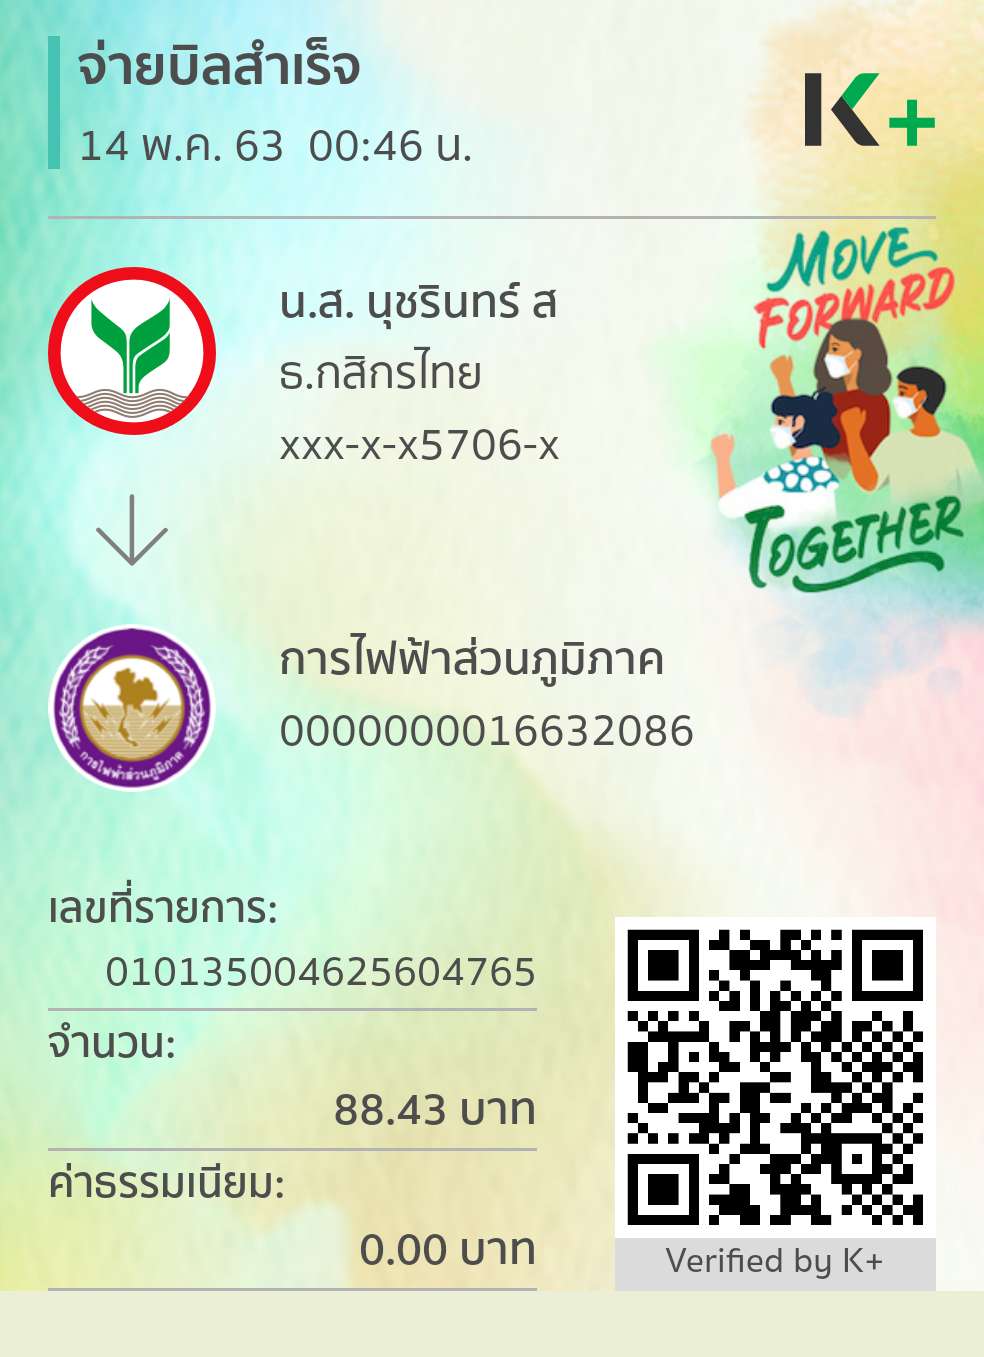 จ่ายบิลสำเร็จ
14 พ.ค. 63 00:46 น.
K+
MOVE
FORWARD
TOGETHER
น.ส. นุชรินทร์ ส
ธ.กสิกรไทย
xxx-x-x5706-x
การไฟฟ้าส่วนภูมิภาค
0000000016632086
การไฟฟ้าส่วนภูมิภาค
เลขที่รายการ:
010135004625604765
จำนวน:
88.43 บาท
ค่าธรรมเนียม:
0.00 บาท
Verified by K+